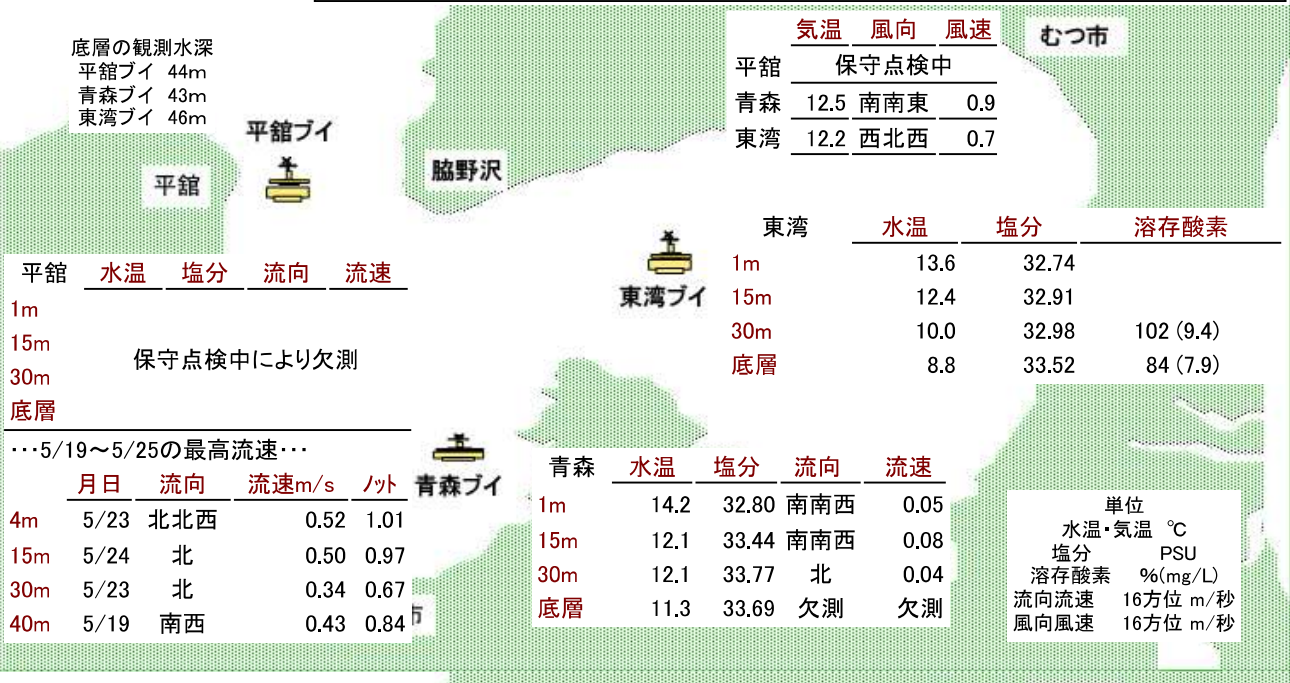 底層の観測水深
平舘ブイ 44m
青森ブイ 43m
東湾ブイ 46m
気温 風向 風速
平舘 保守点検中
青森 12.5 南南東 0.9
東湾 12.2 西北西 0.7
むつ市
平舘ブイ
平舘
脇野沢
東湾ブイ
東湾 水温 塩分 溶存酸素
1m 13.6 32.74
15m 12.4 32.91
30m 10.0 32.98 102 (9.4)
底層 8.8 33.52 84 (7.9)
平舘 水温 塩分 流向 流速
1m
15m
保守点検中により欠測
30m
底層
…5/19～5/25の最高流速…
月日 流向 流速m/s ﾉｯﾄ
4m 5/23 北北西 0.52 1.01
15m 5/24 北 0.50 0.97
30m 5/23 北 0.34 0.67
40m 5/19 南西 0.43 0.84
市
青森ブイ
青森 水温 塩分 流向 流速
1m 14.2 32.80 南南西 0.05
15m 12.1 33.44 南南西 0.08
30m 12.1 33.77 北 0.04
底層 11.3 33.69 欠測 欠測
単位
水温･気温 ℃
塩分 PSU
溶存酸素 %(mg/L)
流向流速 16方位 m/秒
風向風速 16方位 m/秒